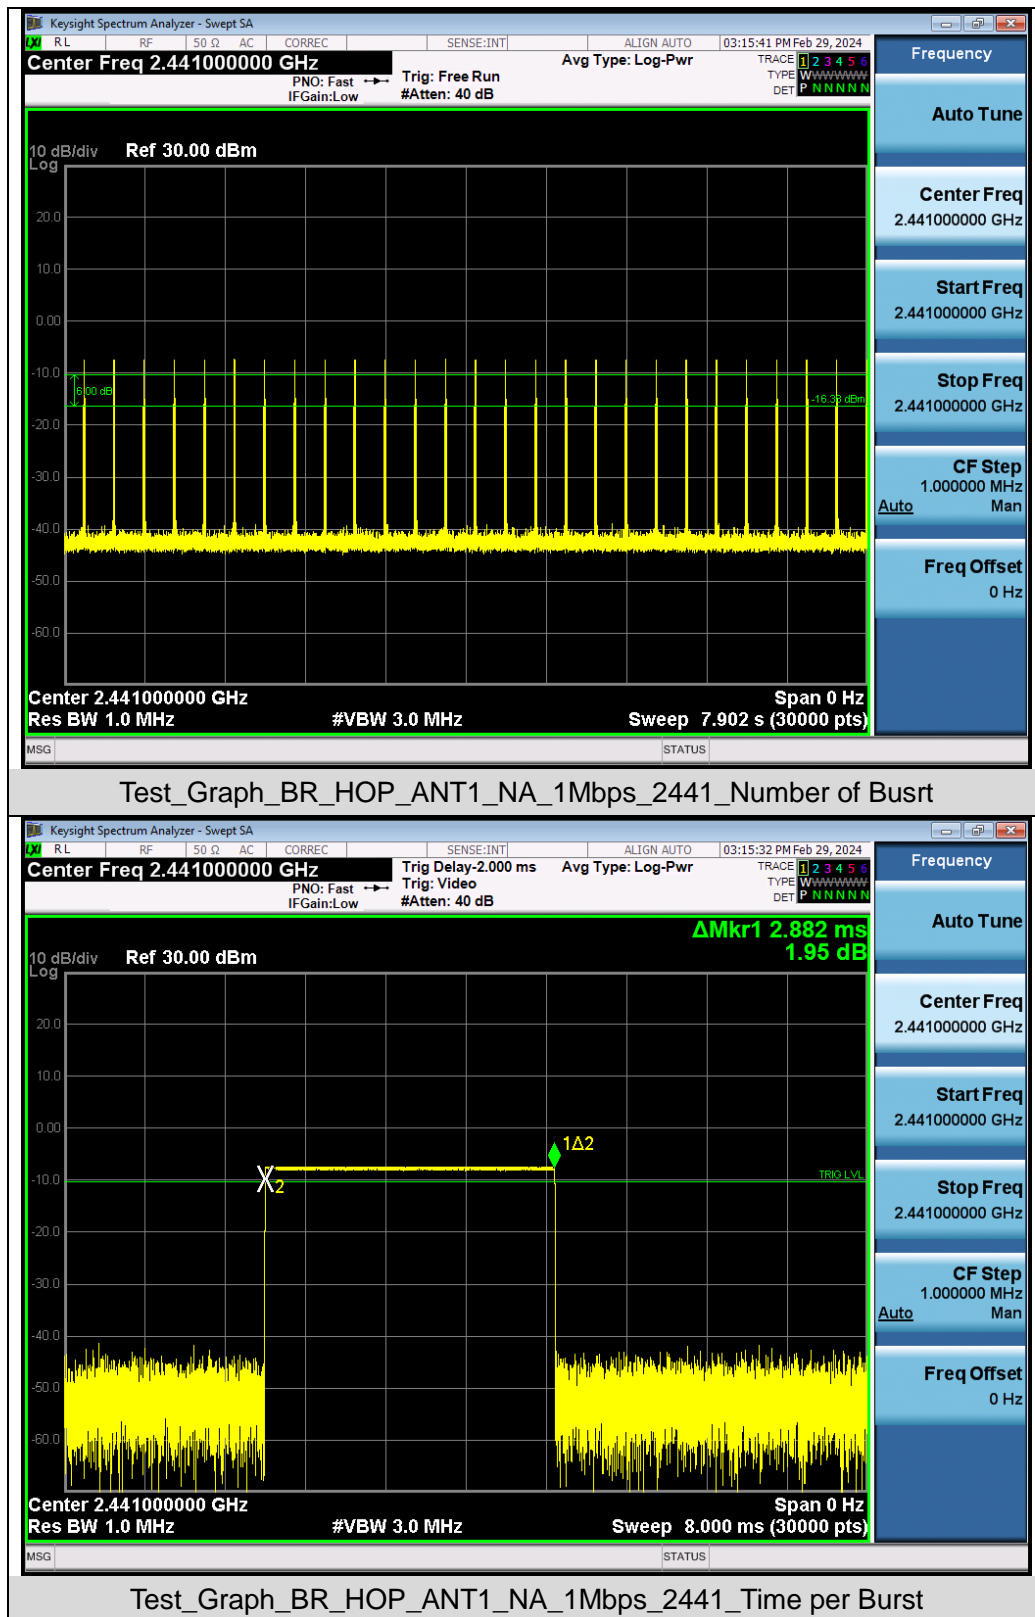 Keysight Spectrum Analyzer - Swept SA
LXI RL RF 50 Ω AC CORREC SENSE:INT ALIGN AUTO 03:15:41 PM Feb 29, 2024
Center Freq 2.441000000 GHz
PNO: Fast
IFGain:Low
Trig: Free Run
#Atten: 40 dB
Avg Type: Log-Pwr
TRACE 1 2 3 4 5 6
TYPE W W W W W W
DET P N N N N N
10 dB/div Ref 30.00 dBm
Log
20.0
10.0
0.00
-10.0
6.00 dB
-16.38 dBm
-20.0
-30.0
-40.0
-50.0
-60.0
Center 2.441000000 GHz Span 0 Hz
Res BW 1.0 MHz #VBW 3.0 MHz Sweep 7.902 s (30000 pts)
MSG STATUS
Frequency
Auto Tune
Center Freq
2.441000000 GHz
Start Freq
2.441000000 GHz
Stop Freq
2.441000000 GHz
CF Step
1.000000 MHz
Auto Man
Freq Offset
0 Hz
Test_Graph_BR_HOP_ANT1_NA_1Mbps_2441_Number of Busrt
Keysight Spectrum Analyzer - Swept SA
LXI RL RF 50 Ω AC CORREC SENSE:INT ALIGN AUTO 03:15:32 PM Feb 29, 2024
Center Freq 2.441000000 GHz
PNO: Fast
IFGain:Low
Trig Delay-2.000 ms
Trig: Video
#Atten: 40 dB
Avg Type: Log-Pwr
TRACE 1 2 3 4 5 6
TYPE W W W W W W
DET P N N N N N
ΔMkr1 2.882 ms
1.95 dB
10 dB/div Ref 30.00 dBm
Log
20.0
10.0
0.00
1Δ2
-10.0
2
TRIG LVL
-20.0
-30.0
-40.0
-50.0
-60.0
Center 2.441000000 GHz Span 0 Hz
Res BW 1.0 MHz #VBW 3.0 MHz Sweep 8.000 ms (30000 pts)
MSG STATUS
Frequency
Auto Tune
Center Freq
2.441000000 GHz
Start Freq
2.441000000 GHz
Stop Freq
2.441000000 GHz
CF Step
1.000000 MHz
Auto Man
Freq Offset
0 Hz
Test_Graph_BR_HOP_ANT1_NA_1Mbps_2441_Time per Burst